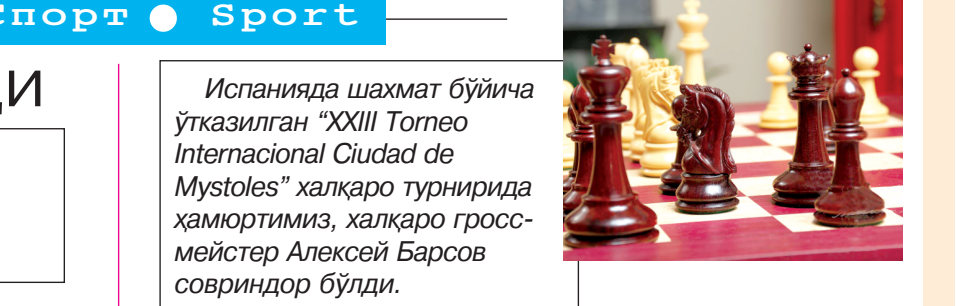 Спорт ● Sport
ДИ
Испанияда шахмат бўйича
ўтказилган “XXIII Torneo
Internacional Ciudad de
Mystoles” халқаро турнирида
ҳамюртимиз, халқаро гросс-
мейстер Алексей Барсов
совриндор бўлди.